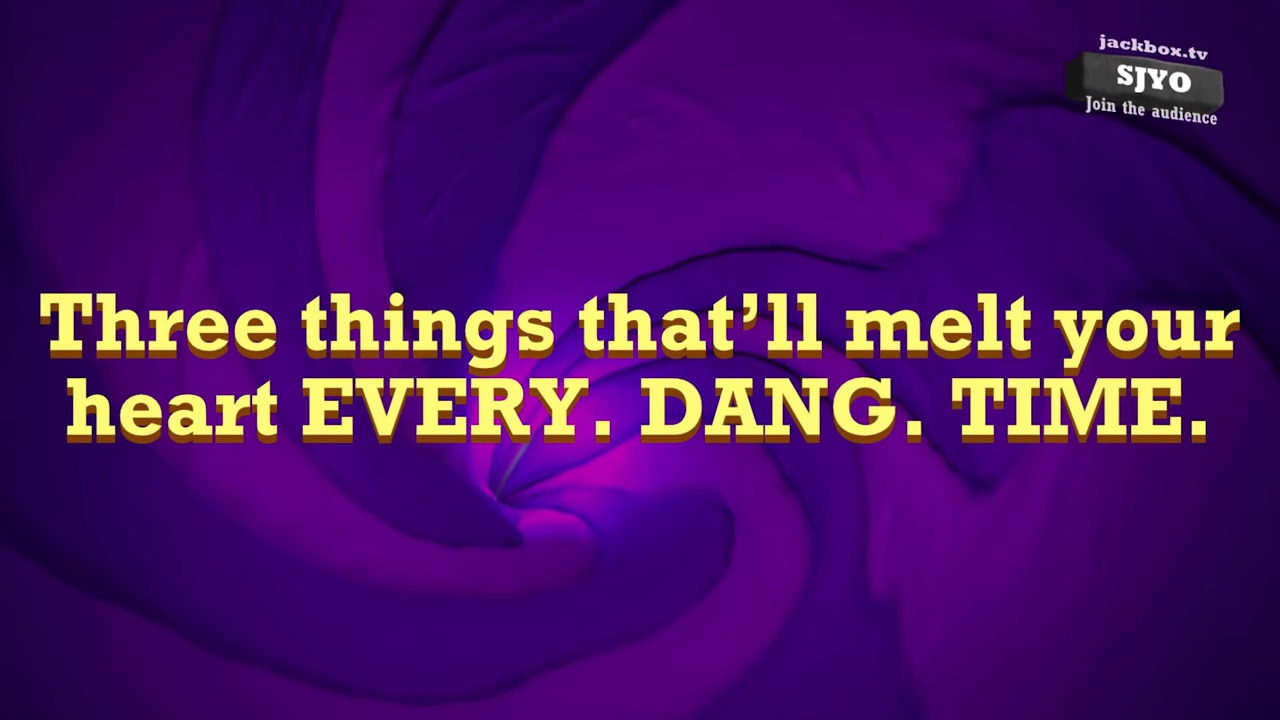 jackbox.tv
SJYO
Join the audience
Three things that’ll melt your
heart EVERY. DANG. TIME.